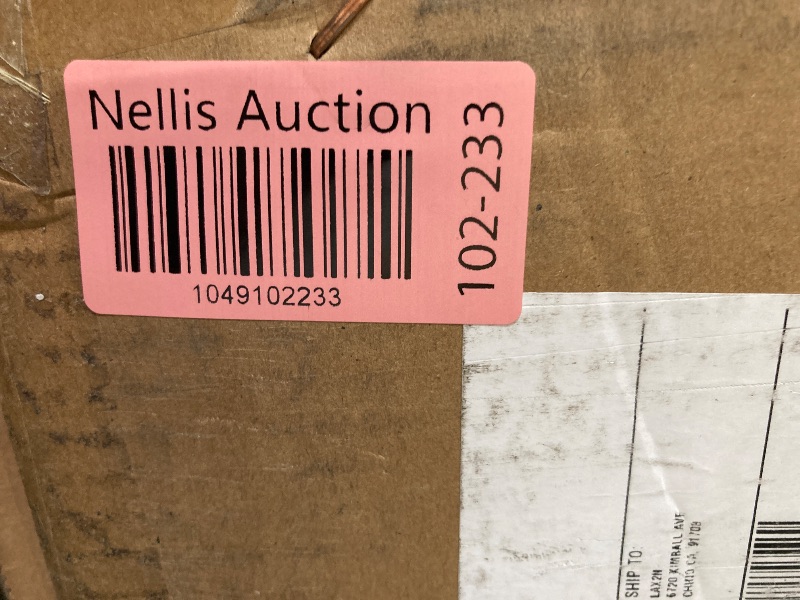 Nellis Auction
1049102233
102-233
SHIP TO:
LAX2N
6720 KIMBALL AVE
CHINO CA, 91708